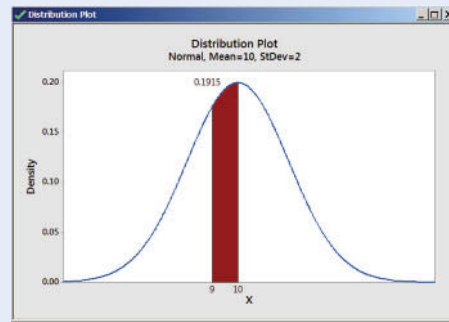 Distribution Plot
Distribution Plot
Normal, Mean=10, StDev=2
0.20
0.1915
0.15
Density
0.10
0.05
0.00
9 10
X